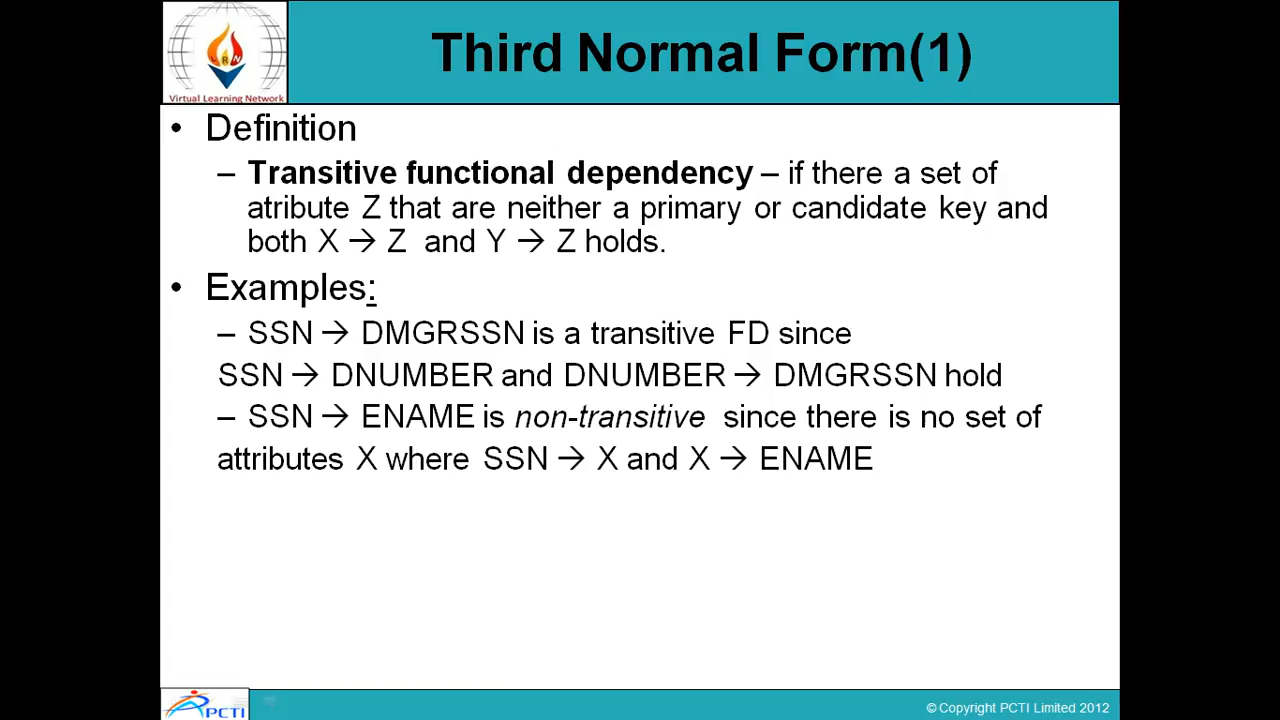 Third Normal Form(1)
LRN
Virtual Learning Network
• Definition
– Transitive functional dependency – if there a set of
atribute Z that are neither a primary or candidate key and
both X → Z and Y → Z holds.
• Examples:
– SSN → DMGRSSN is a transitive FD since
SSN → DNUMBER and DNUMBER → DMGRSSN hold
– SSN → ENAME is non-transitive since there is no set of
attributes X where SSN → X and X → ENAME
PCTI
© Copyright PCTI Limited 2012